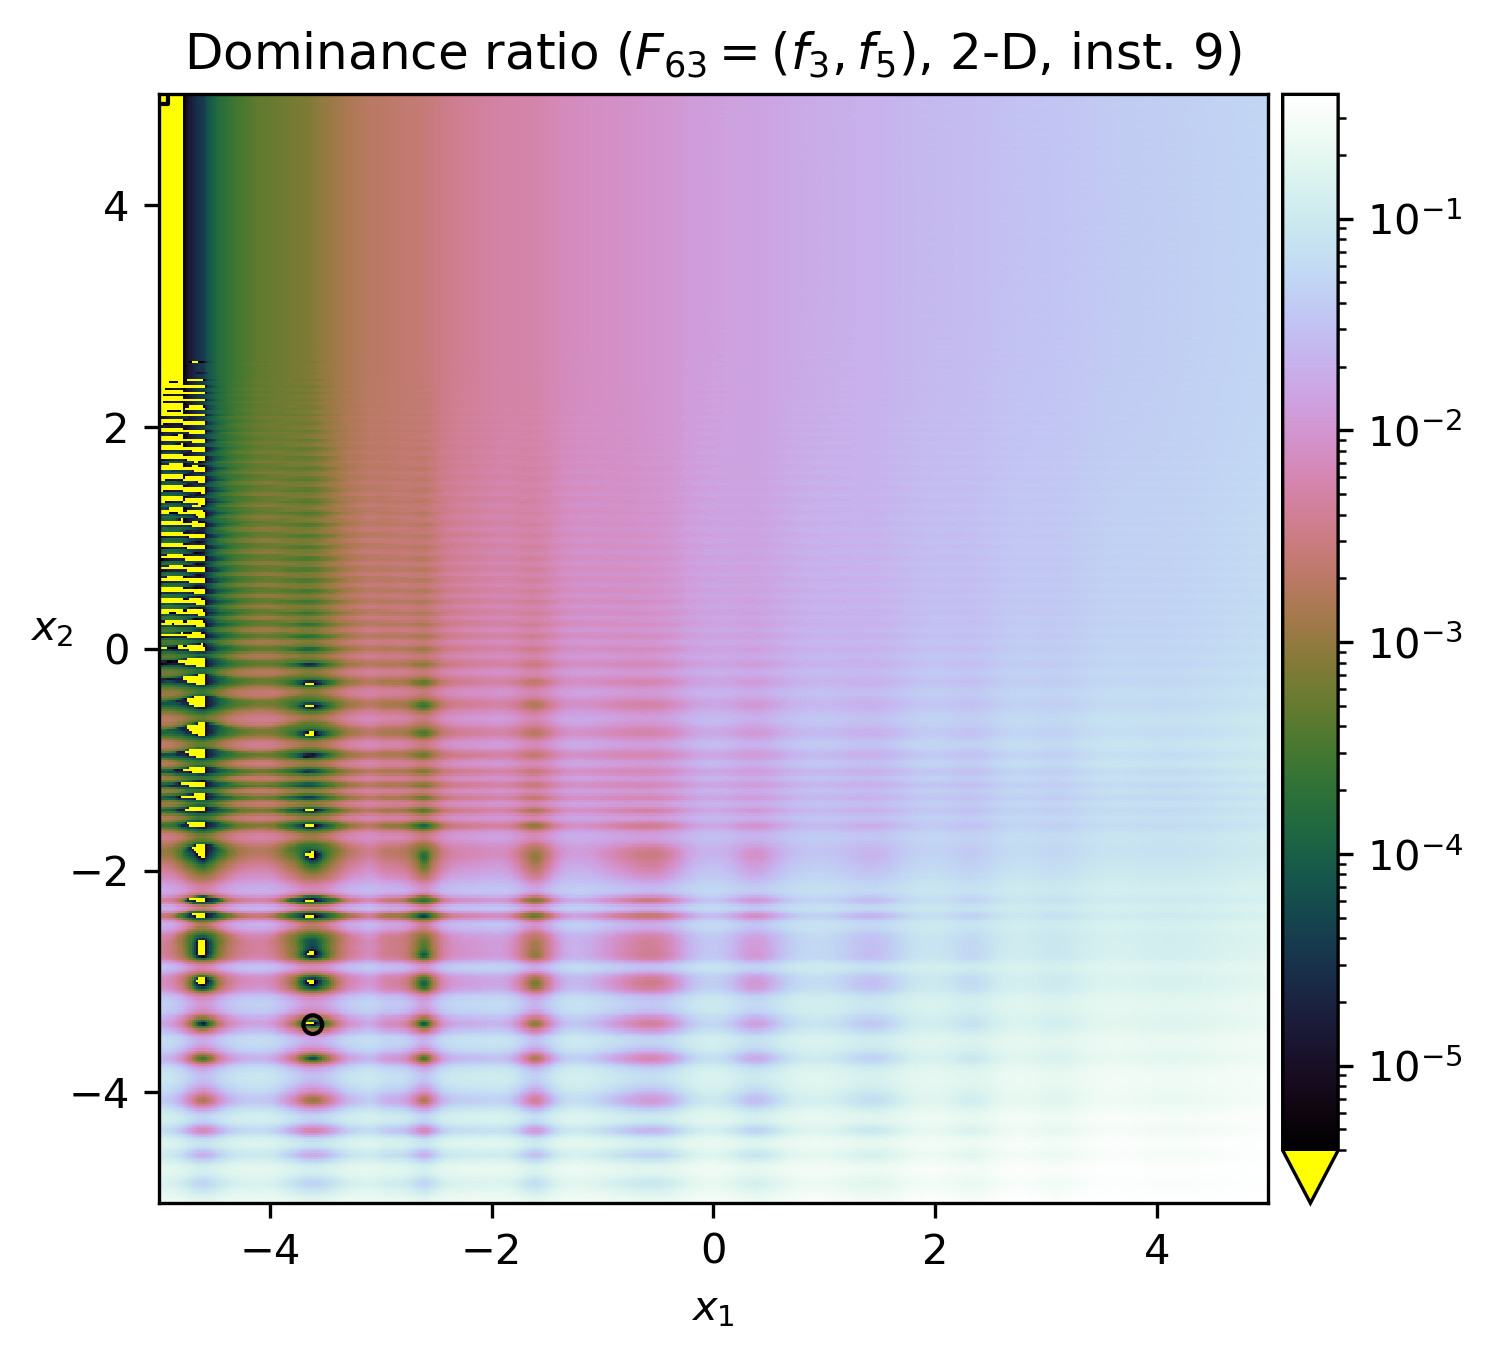 Dominance ratio (F₆₃ = (f₃, f₅), 2-D, inst. 9)
4
2
x₂
0
−2
−4
−4 −2 0 2 4
x₁
10⁻¹
10⁻²
10⁻³
10⁻⁴
10⁻⁵